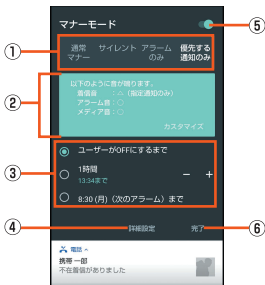 マナーモード
⑤
①
通常マナー サイレント アラームのみ 優先する通知のみ
②
以下のように音が鳴ります。
着信音 ：△（指定通知のみ）
アラーム音：○
メディア音：○
カスタマイズ
③
ユーザーがOFFにするまで
1時間
13:34まで
− +
8:30 (月)（次のアラーム）まで
④
詳細設定 完了
⑥
電話
携帯 一郎
不在着信がありました